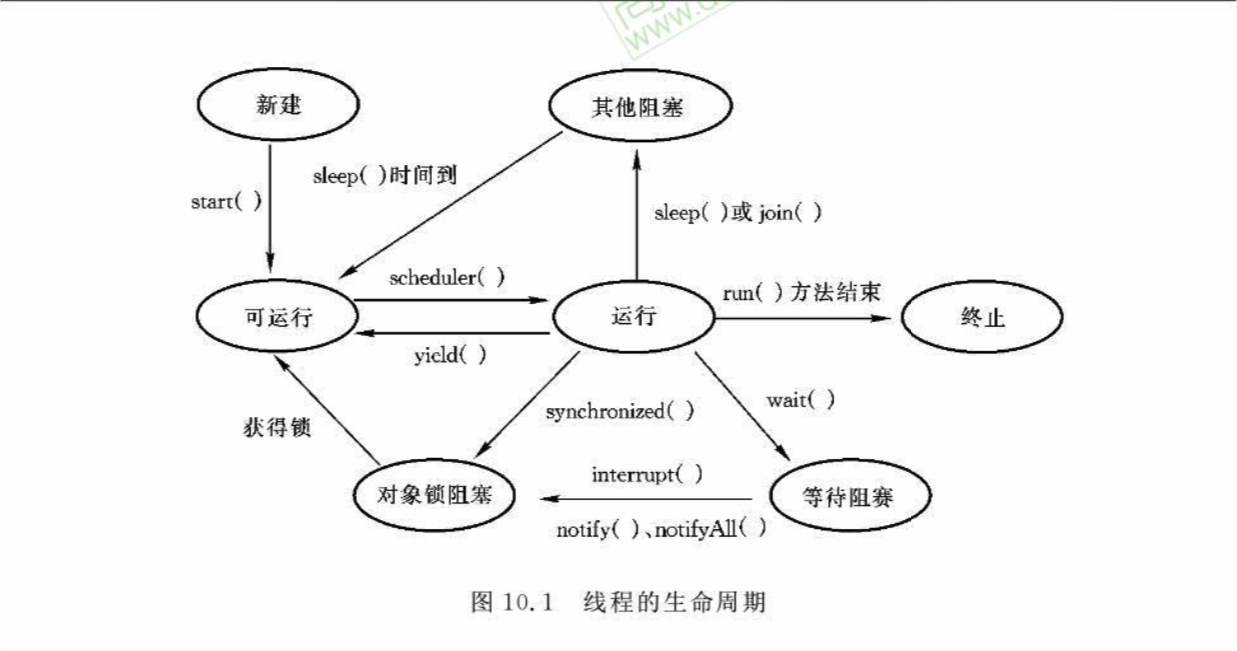 新建
其他阻塞
sleep( )时间到
start( )
sleep( )或 join( )
scheduler( )
run( ) 方法结束
可运行
运行
终止
yield( )
synchronized( )
wait( )
获得锁
interrupt( )
对象锁阻塞
等待阻赛
notify( )、notifyAll( )
图 10.1 线程的生命周期